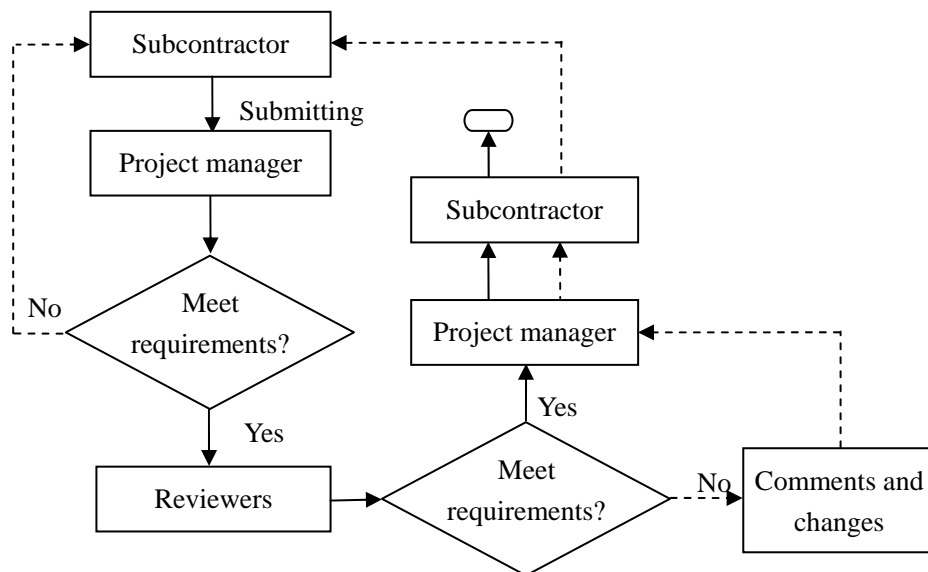 Subcontractor
Submitting
Project manager
Meet
requirements?
No
Yes
Reviewers
Subcontractor
Project manager
Yes
Meet
requirements?
No
Comments and
changes